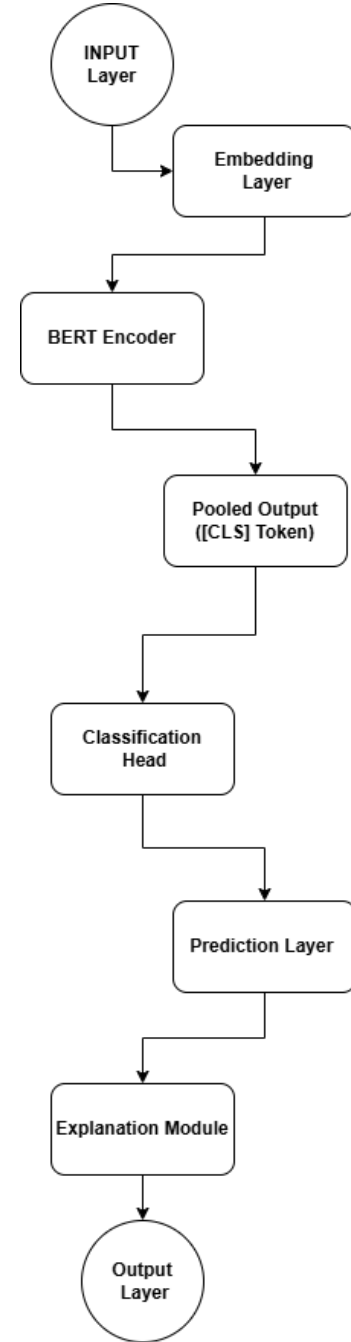 INPUT
Layer
Embedding
Layer
BERT Encoder
Pooled Output
([CLS] Token)
Classification
Head
Prediction Layer
Explanation Module
Output
Layer